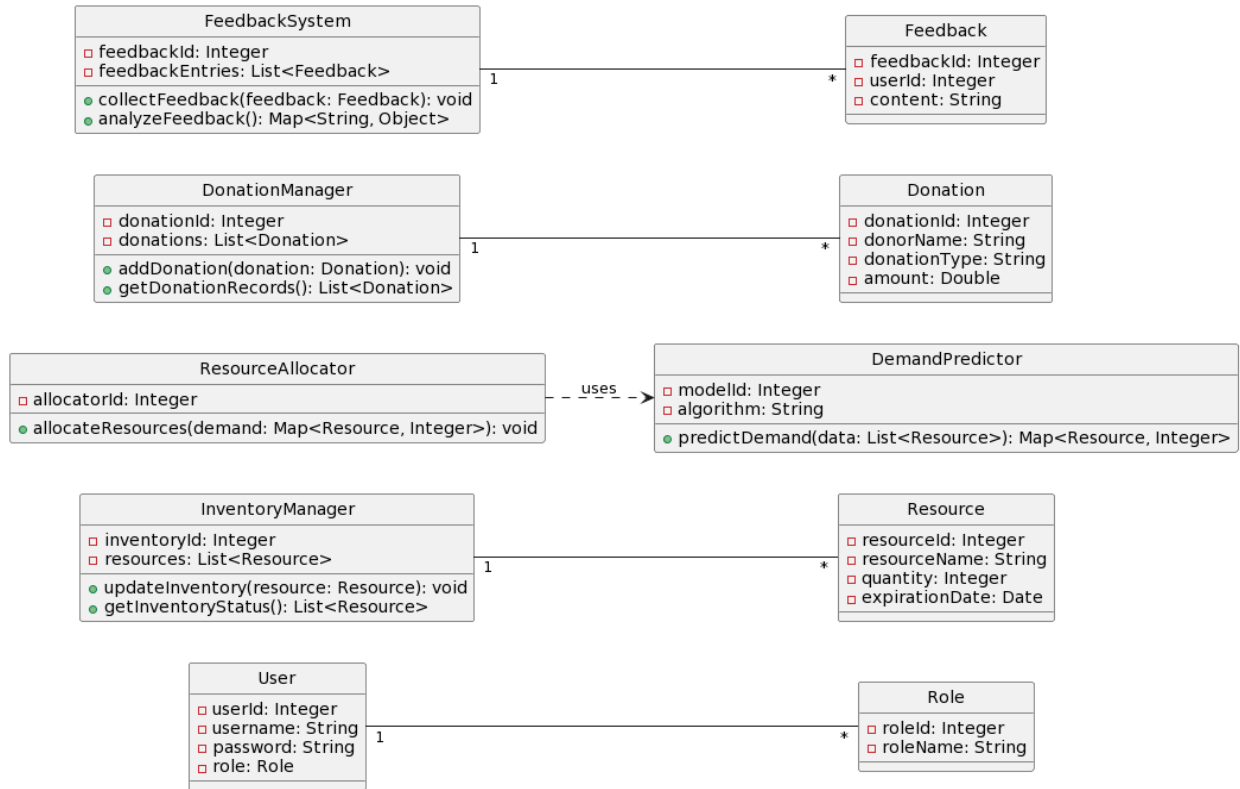 FeedbackSystem
feedbackId: Integer
feedbackEntries: List<Feedback>
collectFeedback(feedback: Feedback): void
analyzeFeedback(): Map<String, Object>
1
*
Feedback
feedbackId: Integer
userId: Integer
content: String
DonationManager
donationId: Integer
donations: List<Donation>
addDonation(donation: Donation): void
getDonationRecords(): List<Donation>
1
*
Donation
donationId: Integer
donorName: String
donationType: String
amount: Double
ResourceAllocator
allocatorId: Integer
allocateResources(demand: Map<Resource, Integer>): void
uses
DemandPredictor
modelId: Integer
algorithm: String
predictDemand(data: List<Resource>): Map<Resource, Integer>
InventoryManager
inventoryId: Integer
resources: List<Resource>
updateInventory(resource: Resource): void
getInventoryStatus(): List<Resource>
1
*
Resource
resourceId: Integer
resourceName: String
quantity: Integer
expirationDate: Date
User
userId: Integer
username: String
password: String
role: Role
1
*
Role
roleId: Integer
roleName: String